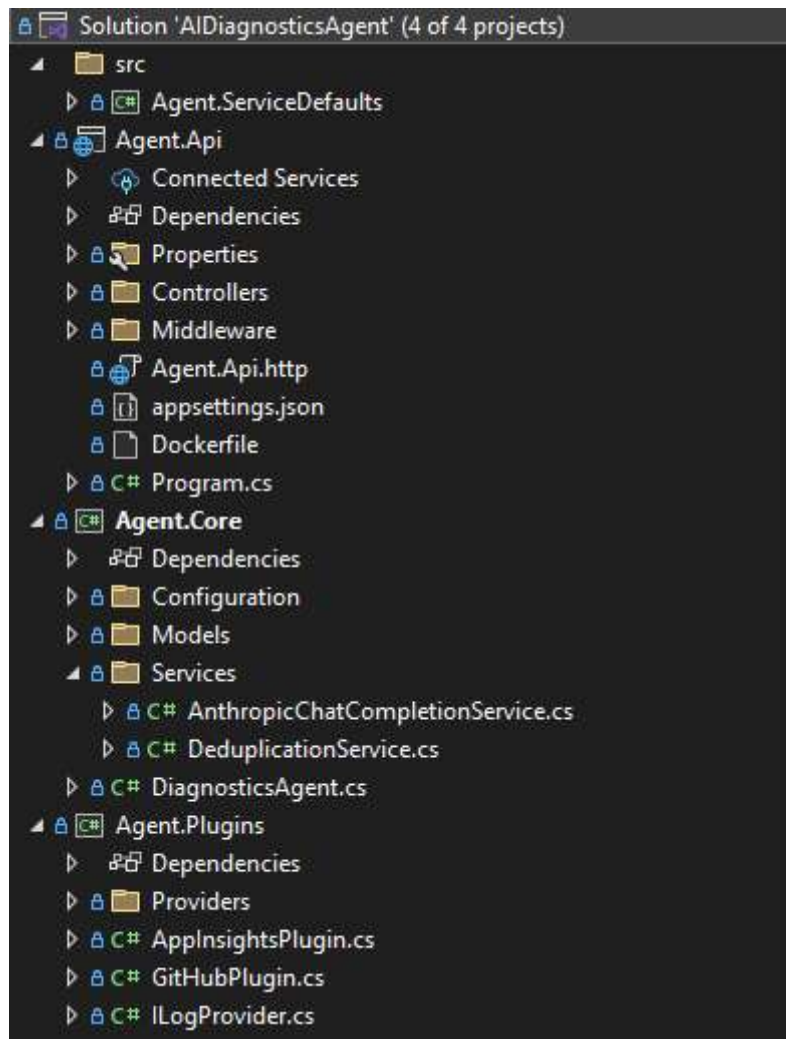 Solution 'AIDiagnosticsAgent' (4 of 4 projects)
src
C# Agent.ServiceDefaults
Agent.Api
Connected Services
Dependencies
Properties
Controllers
Middleware
Agent.Api.http
appsettings.json
Dockerfile
C# Program.cs
C# Agent.Core
Dependencies
Configuration
Models
Services
C# AnthropicChatCompletionService.cs
C# DeduplicationService.cs
C# DiagnosticsAgent.cs
C# Agent.Plugins
Dependencies
Providers
C# AppInsightsPlugin.cs
C# GitHubPlugin.cs
C# ILogProvider.cs